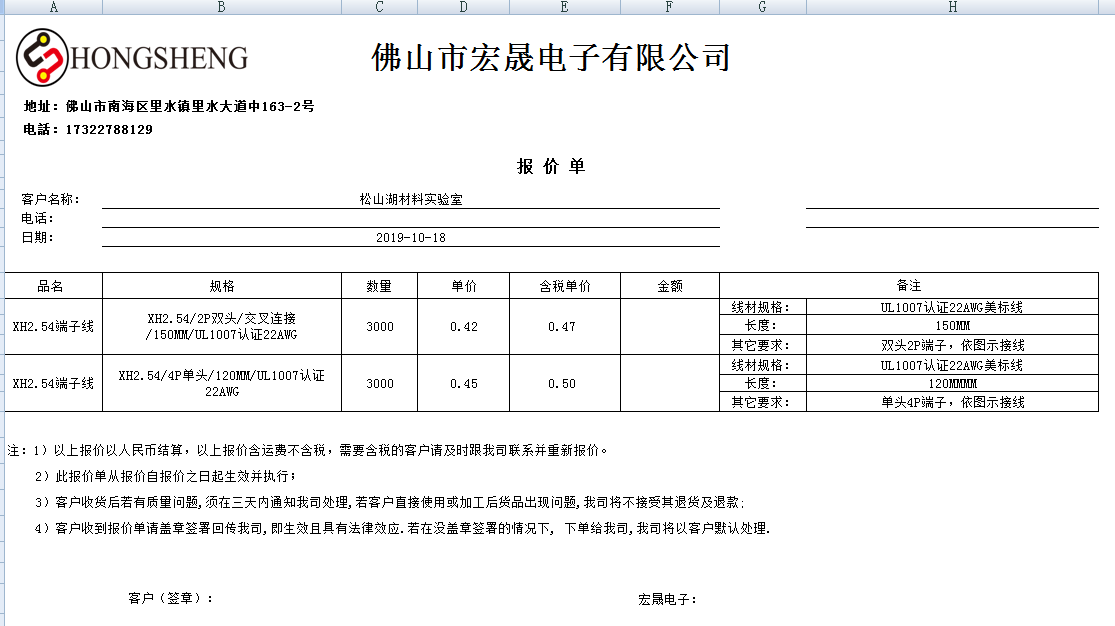 A B C D E F G H
HONGSHENG
佛山市宏晟电子有限公司
地址：佛山市南海区里水镇里水大道中163-2号
电話：17322788129
报 价 单
客户名称： 松山湖材料实验室
电话：
日期： 2019-10-18
品名 规格 数量 单价 含税单价 金额 备注
XH2.54端子线 XH2.54/2P双头/交叉连接 3000 0.42 0.47 线材规格： UL1007认证22AWG美标线
/150MM/UL1007认证22AWG 长度： 150MM
其它要求： 双头2P端子，依图示接线
XH2.54端子线 XH2.54/4P单头/120MM/UL1007认证 3000 0.45 0.50 线材规格： UL1007认证22AWG美标线
22AWG 长度： 120MMMM
其它要求： 单头4P端子，依图示接线
注：1）以上报价以人民币结算，以上报价含运费不含税，需要含税的客户请及时跟我司联系并重新报价。
2）此报价单从报价自报价之日起生效并执行；
3）客户收货后若有质量问题,须在三天内通知我司处理,若客户直接使用或加工后货品出现问题,我司将不接受其退货及退款;
4）客户收到报价单请盖章签署回传我司,即生效且具有法律效应.若在没盖章签署的情况下, 下单给我司,我司将以客户默认处理.
客户（签章）： 宏晟电子：